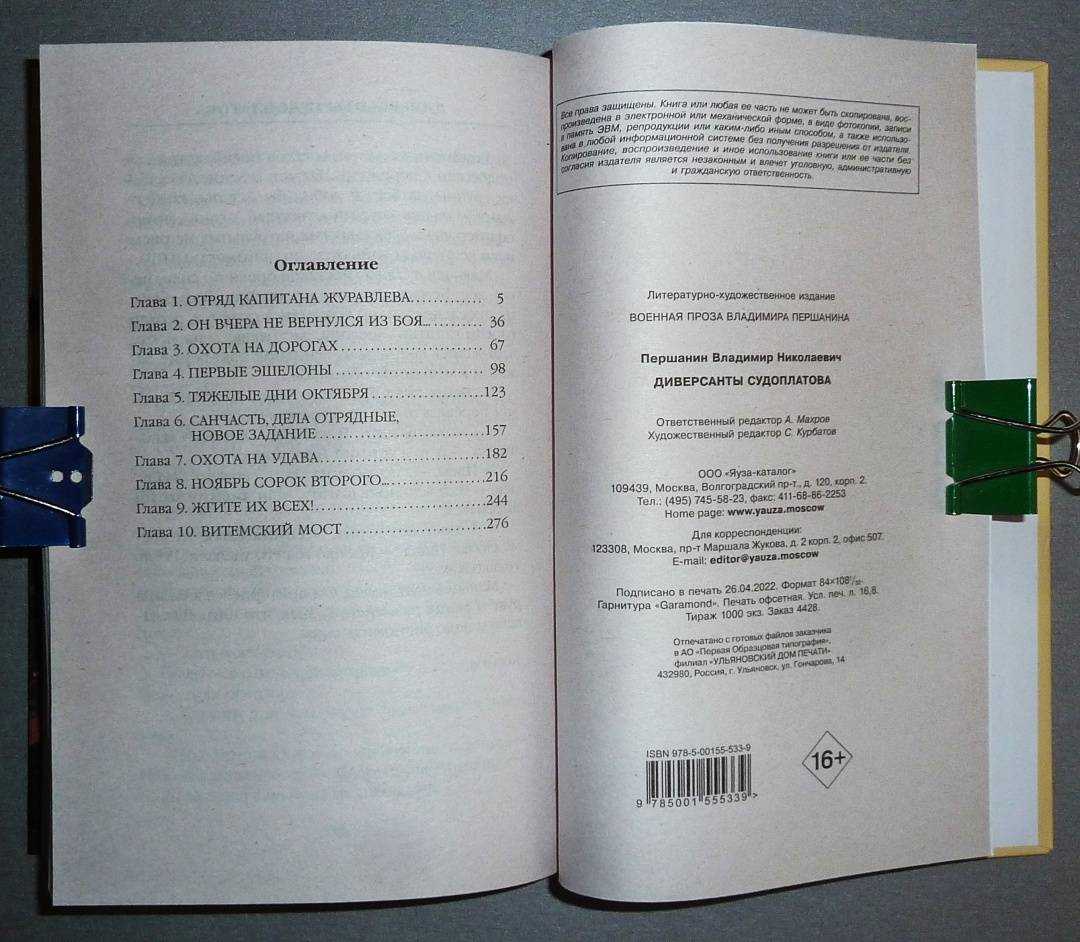 Оглавление
Глава 1. ОТРЯД КАПИТАНА ЖУРАВЛЕВА............. 5
Глава 2. ОН ВЧЕРА НЕ ВЕРНУЛСЯ ИЗ БОЯ............ 36
Глава 3. ОХОТА НА ДОРОГАХ...................... 67
Глава 4. ПЕРВЫЕ ЭШЕЛОНЫ....................... 98
Глава 5. ТЯЖЕЛЫЕ ДНИ ОКТЯБРЯ.................123
Глава 6. САНЧАСТЬ, ДЕЛА ОТРЯДНЫЕ,
НОВОЕ ЗАДАНИЕ.........................157
Глава 7. ОХОТА НА УДАВА.........................182
Глава 8. НОЯБРЬ СОРОК ВТОРОГО...............216
Глава 9. ЖГИТЕ ИХ ВСЕХ!.........................244
Глава 10. ВИТЕМСКИЙ МОСТ.....................276
Все права защищены. Книга или любая ее часть не может быть скопирована, вос-
произведена в электронной или механической форме, в виде фотокопии, записи
в память ЭВМ, репродукции или каким-либо иным способом, а также использо-
вана в любой информационной системе без получения разрешения от издателя.
Копирование, воспроизведение и иное использование книги или ее части без
согласия издателя является незаконным и влечет уголовную, административную
и гражданскую ответственность.
Литературно-художественное издание
ВОЕННАЯ ПРОЗА ВЛАДИМИРА ПЕРШАНИНА
Першанин Владимир Николаевич
ДИВЕРСАНТЫ СУДОПЛАТОВА
Ответственный редактор А. Махров
Художественный редактор С. Курбатов
ООО «Яуза-каталог»
109439, Москва, Волгоградский пр-т., д. 120, корп. 2.
Тел.: (495) 745-58-23, факс: 411-68-86-2253
Home page: www.yauza.moscow
Для корреспонденции:
123308, Москва, пр-т Маршала Жукова, д. 2 корп. 2, офис 507.
E-mail: editor@yauza.moscow
Подписано в печать 26.04.2022. Формат 84×108¹/₃₂.
Гарнитура «Garamond». Печать офсетная. Усл. печ. л. 16,8.
Тираж 1000 экз. Заказ 4428.
Отпечатано с готовых файлов заказчика
в АО «Первая Образцовая типография»,
филиал «УЛЬЯНОВСКИЙ ДОМ ПЕЧАТИ»
432980, Россия, г. Ульяновск, ул. Гончарова, 14
ISBN 978-5-00155-533-9
9 785001 555339>
16+